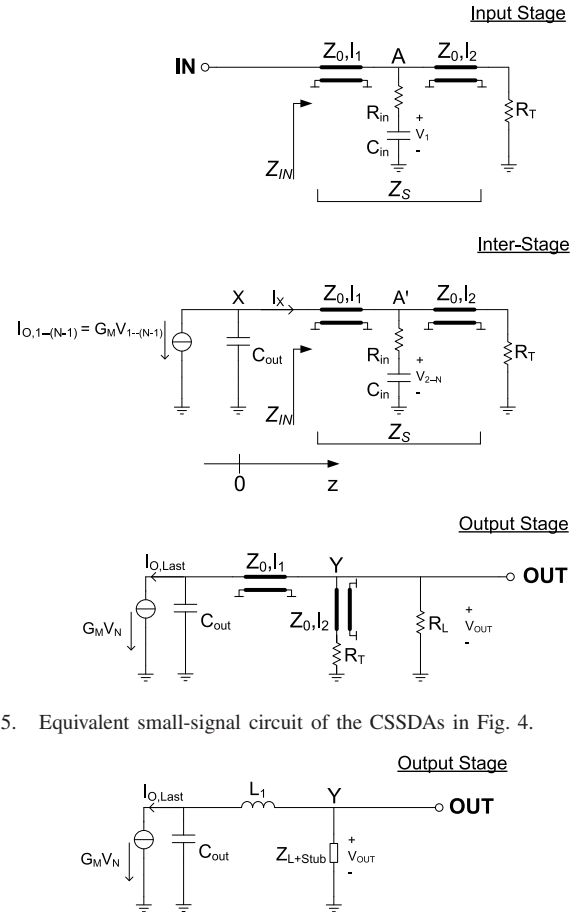 Input Stage
Z0,l1 A Z0,l2
IN
Rin + V1 -
Cin
RT
ZIN
ZS
Inter-Stage
X IX Z0,l1 A' Z0,l2
IO,1–(N-1) = GMV1--(N-1)
Cout
Rin + V2–N -
Cin
RT
ZIN
ZS
0 z
Output Stage
IO,Last Z0,l1 Y OUT
GMVN Cout Z0,l2 RL + VOUT -
RT
5. Equivalent small-signal circuit of the CSSDAs in Fig. 4.
Output Stage
IO,Last L1 Y OUT
GMVN Cout ZL+Stub + VOUT -